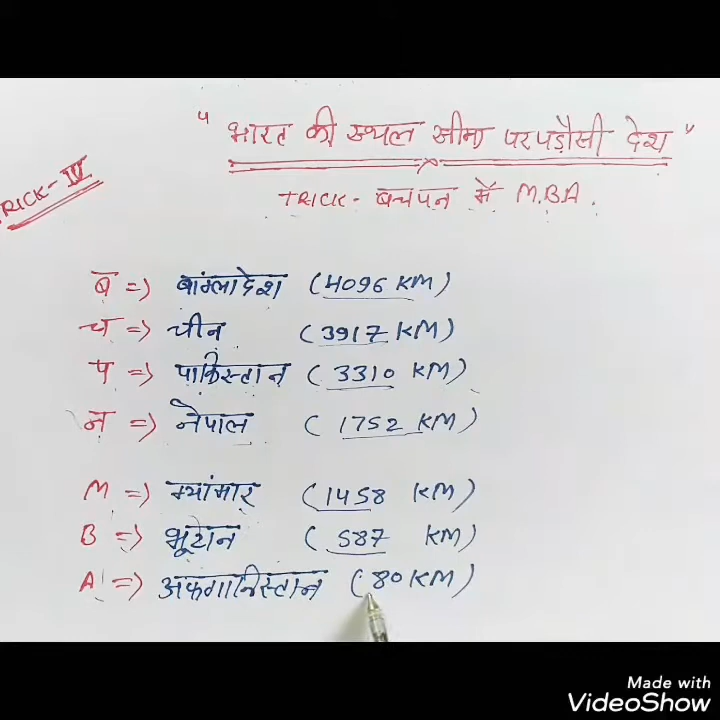 " भारत की स्थल सीमा पर पड़ौसी देश "
TRICK-IV
TRICK - बचपन में M.B.A.
ब => बांग्लादेश (4096 KM)
च => चीन (3917 KM)
प => पाकिस्तान (3310 KM)
न => नेपाल (1752 KM)
M => म्यांमार (1458 KM)
B => भूटान (587 KM)
A => अफगानिस्तान (80 KM)
Made with
VideoShow